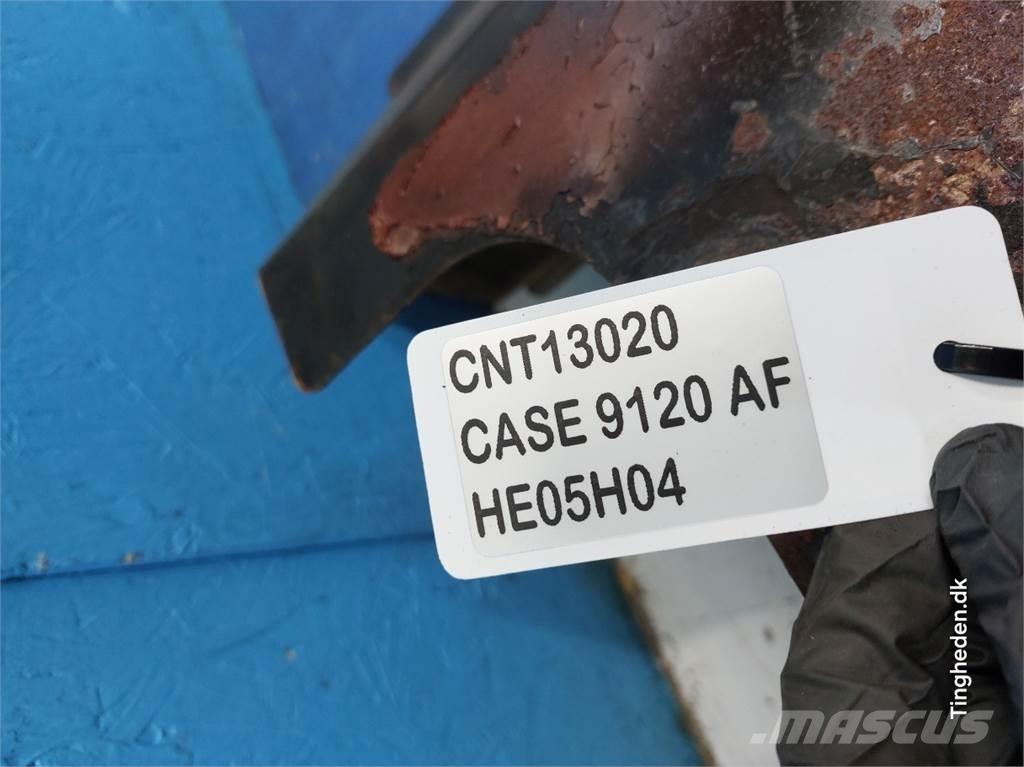 CNT13020
CASE 9120 AF
HE05H04
Tingheden.dk
MASCUS